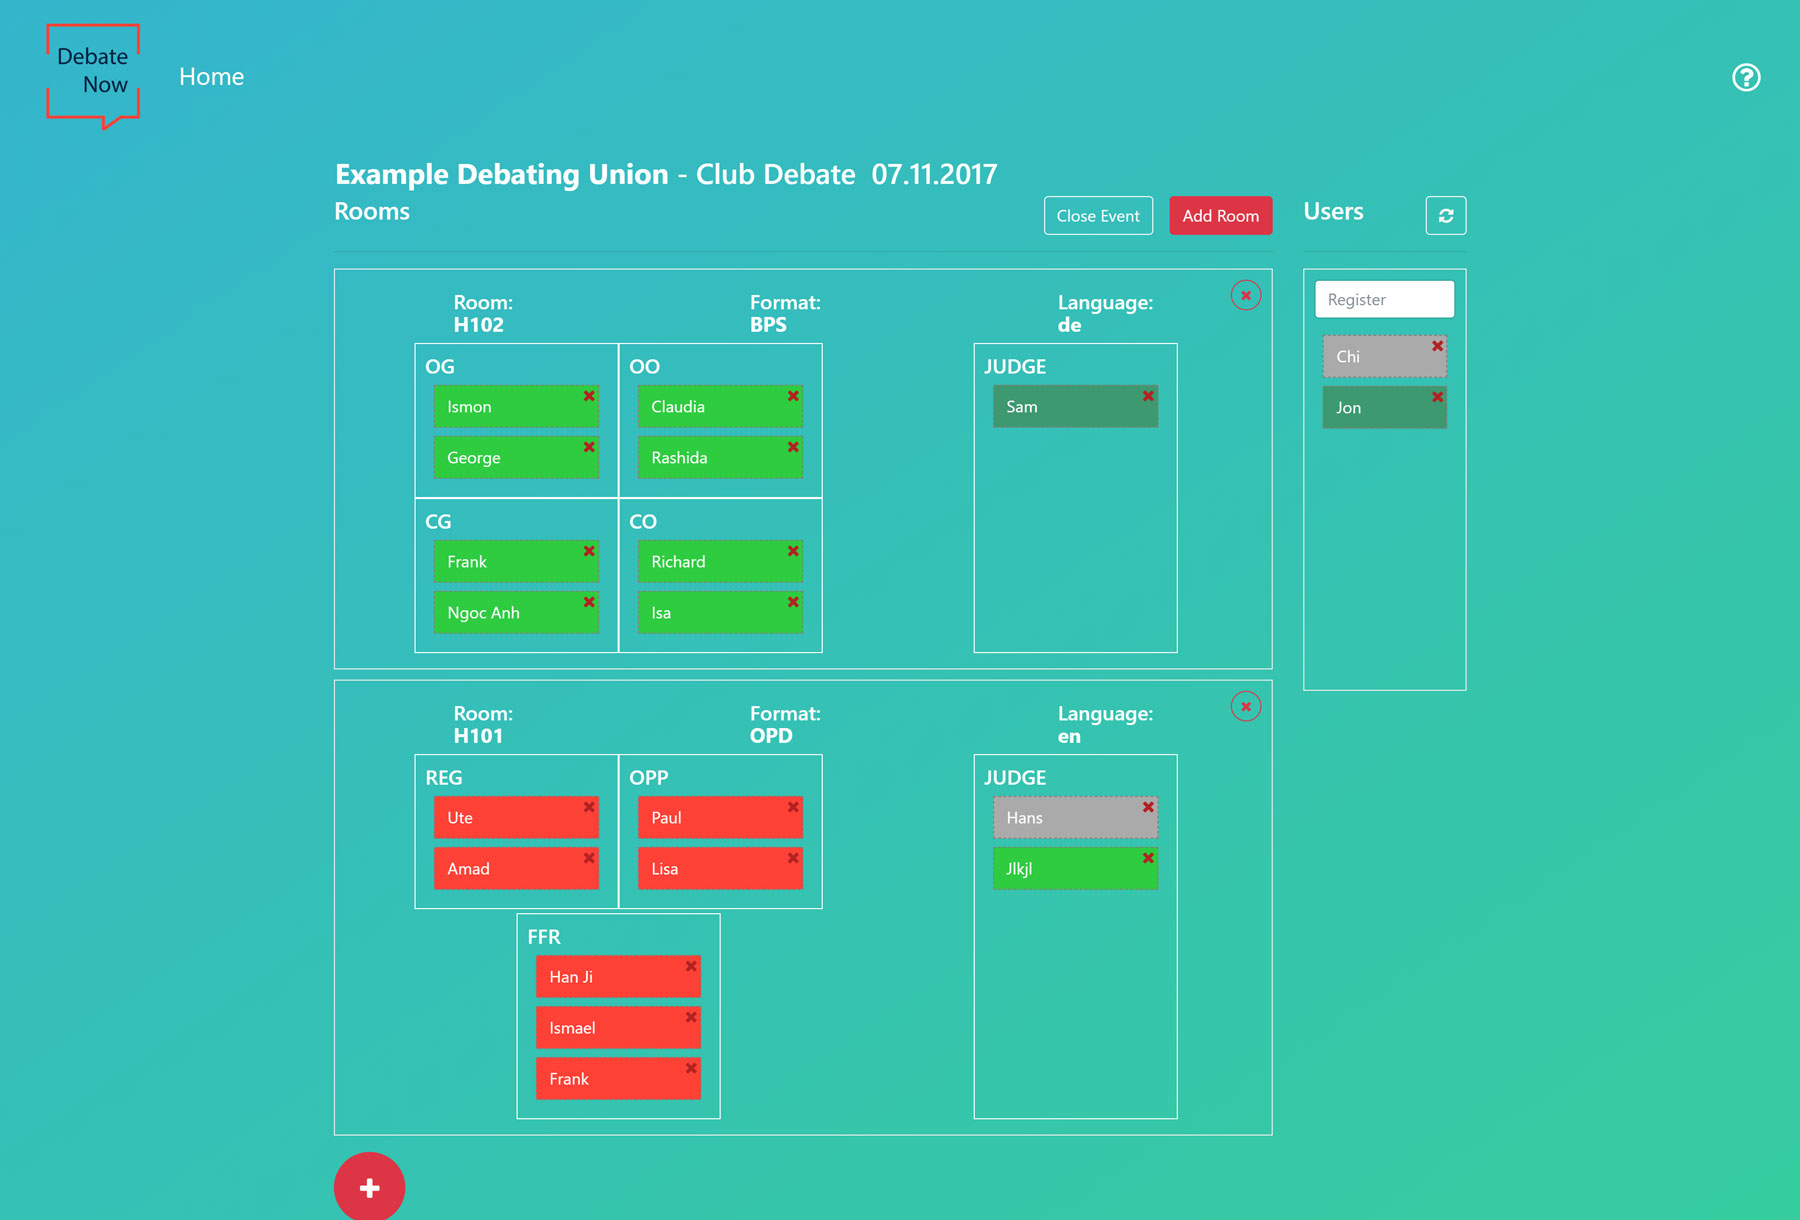 Debate
Now
Home
Example Debating Union - Club Debate 07.11.2017
Rooms
Close Event
Add Room
Users
Room:
H102
Format:
BPS
Language:
de
OG
Ismon
George
OO
Claudia
Rashida
CG
Frank
Ngoc Anh
CO
Richard
Isa
JUDGE
Sam
Register
Chi
Jon
Room:
H101
Format:
OPD
Language:
en
REG
Ute
Amad
OPP
Paul
Lisa
FFR
Han Ji
Ismael
Frank
JUDGE
Hans
Jlkjl